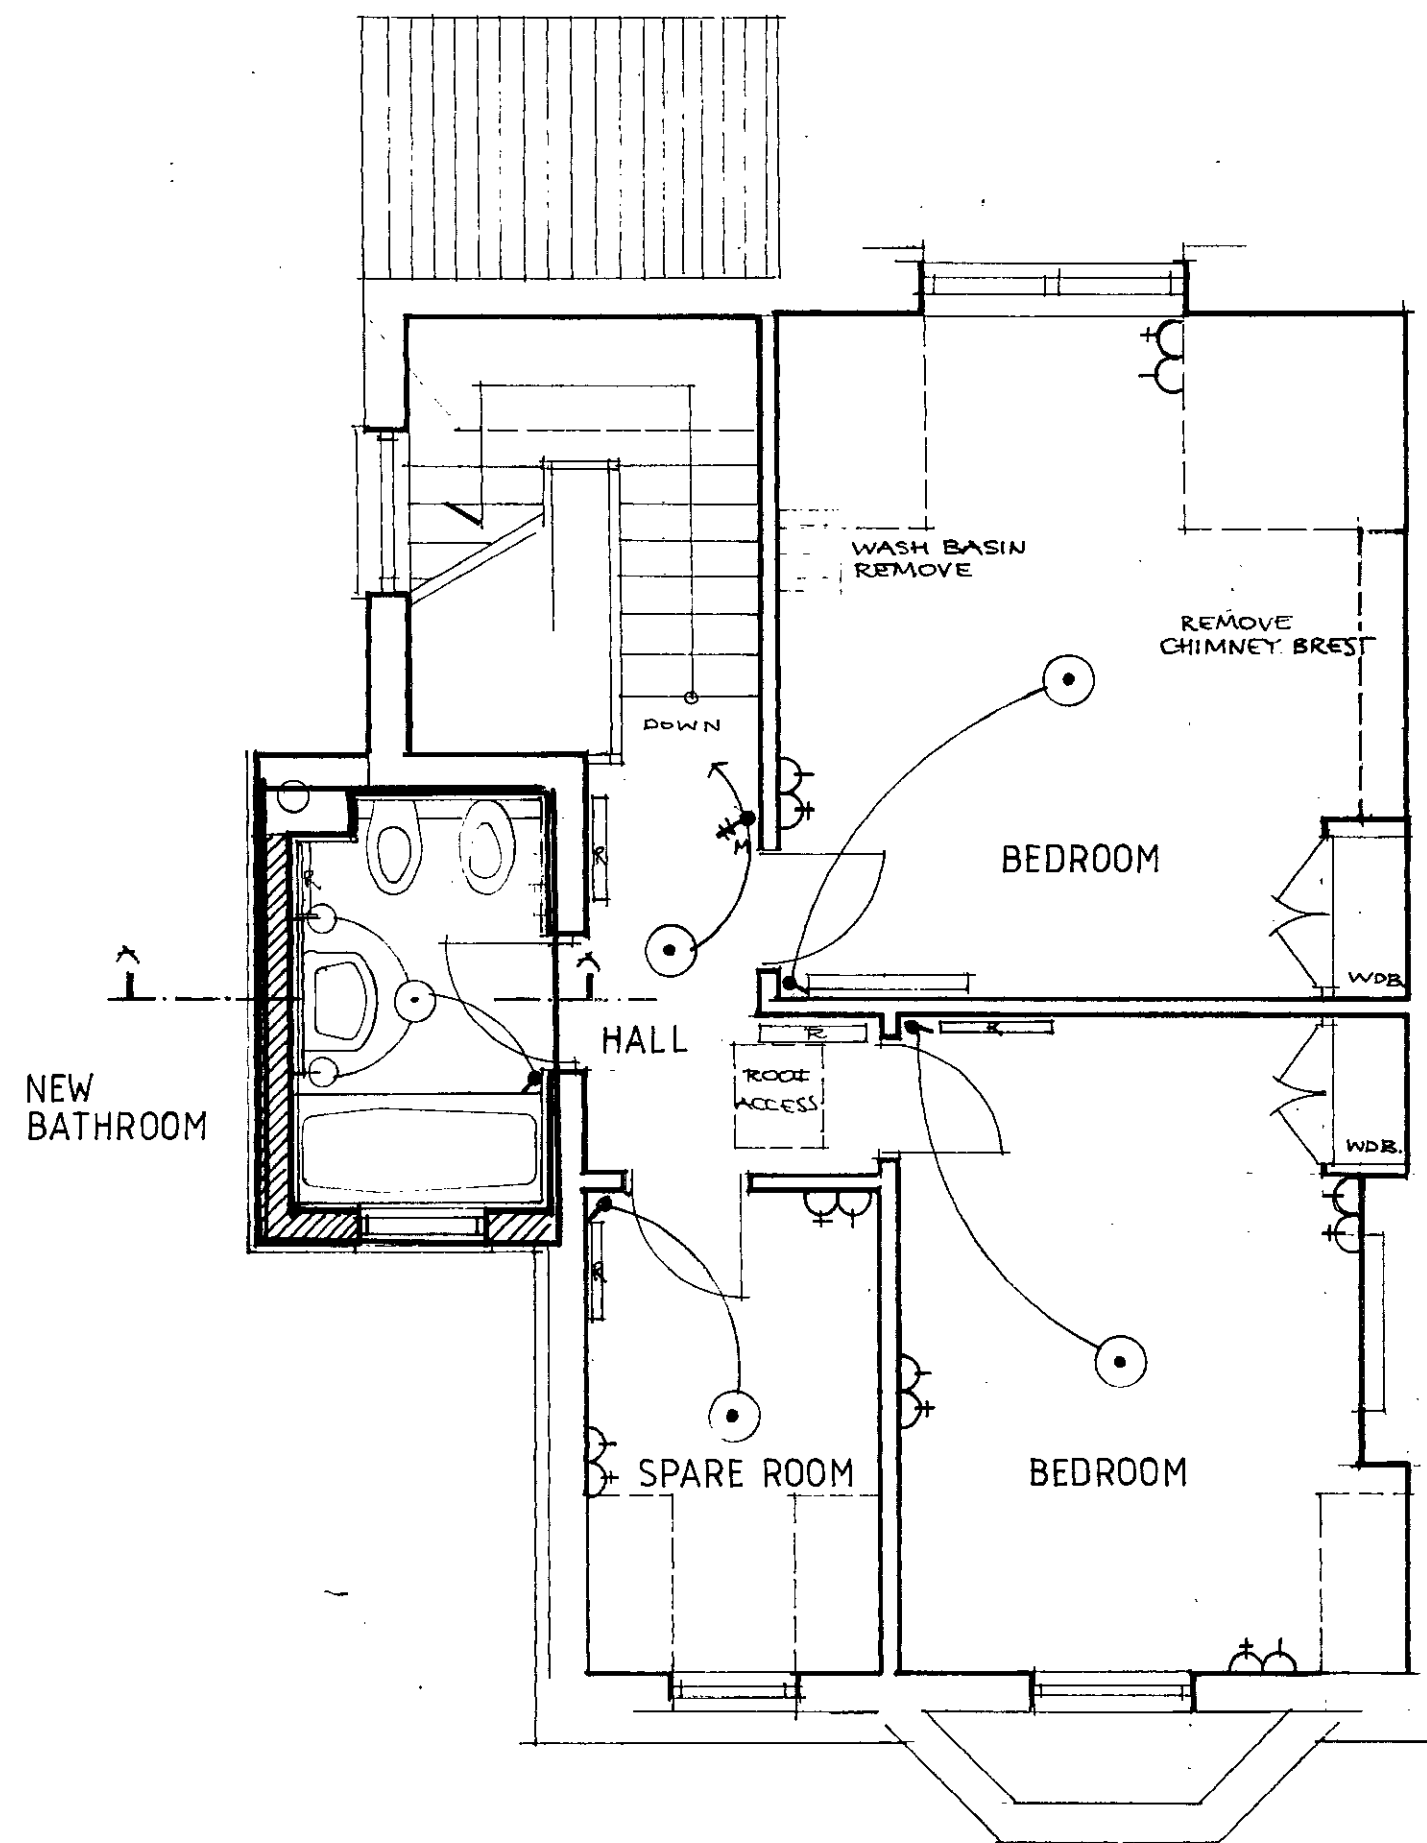 WASH BASIN
REMOVE
REMOVE
CHIMNEY BREST
DOWN
M
R
BEDROOM
R
WDB.
A
A
HALL
R
R
ROOF
ACCESS
NEW
BATHROOM
WDB.
R
SPARE ROOM
BEDROOM